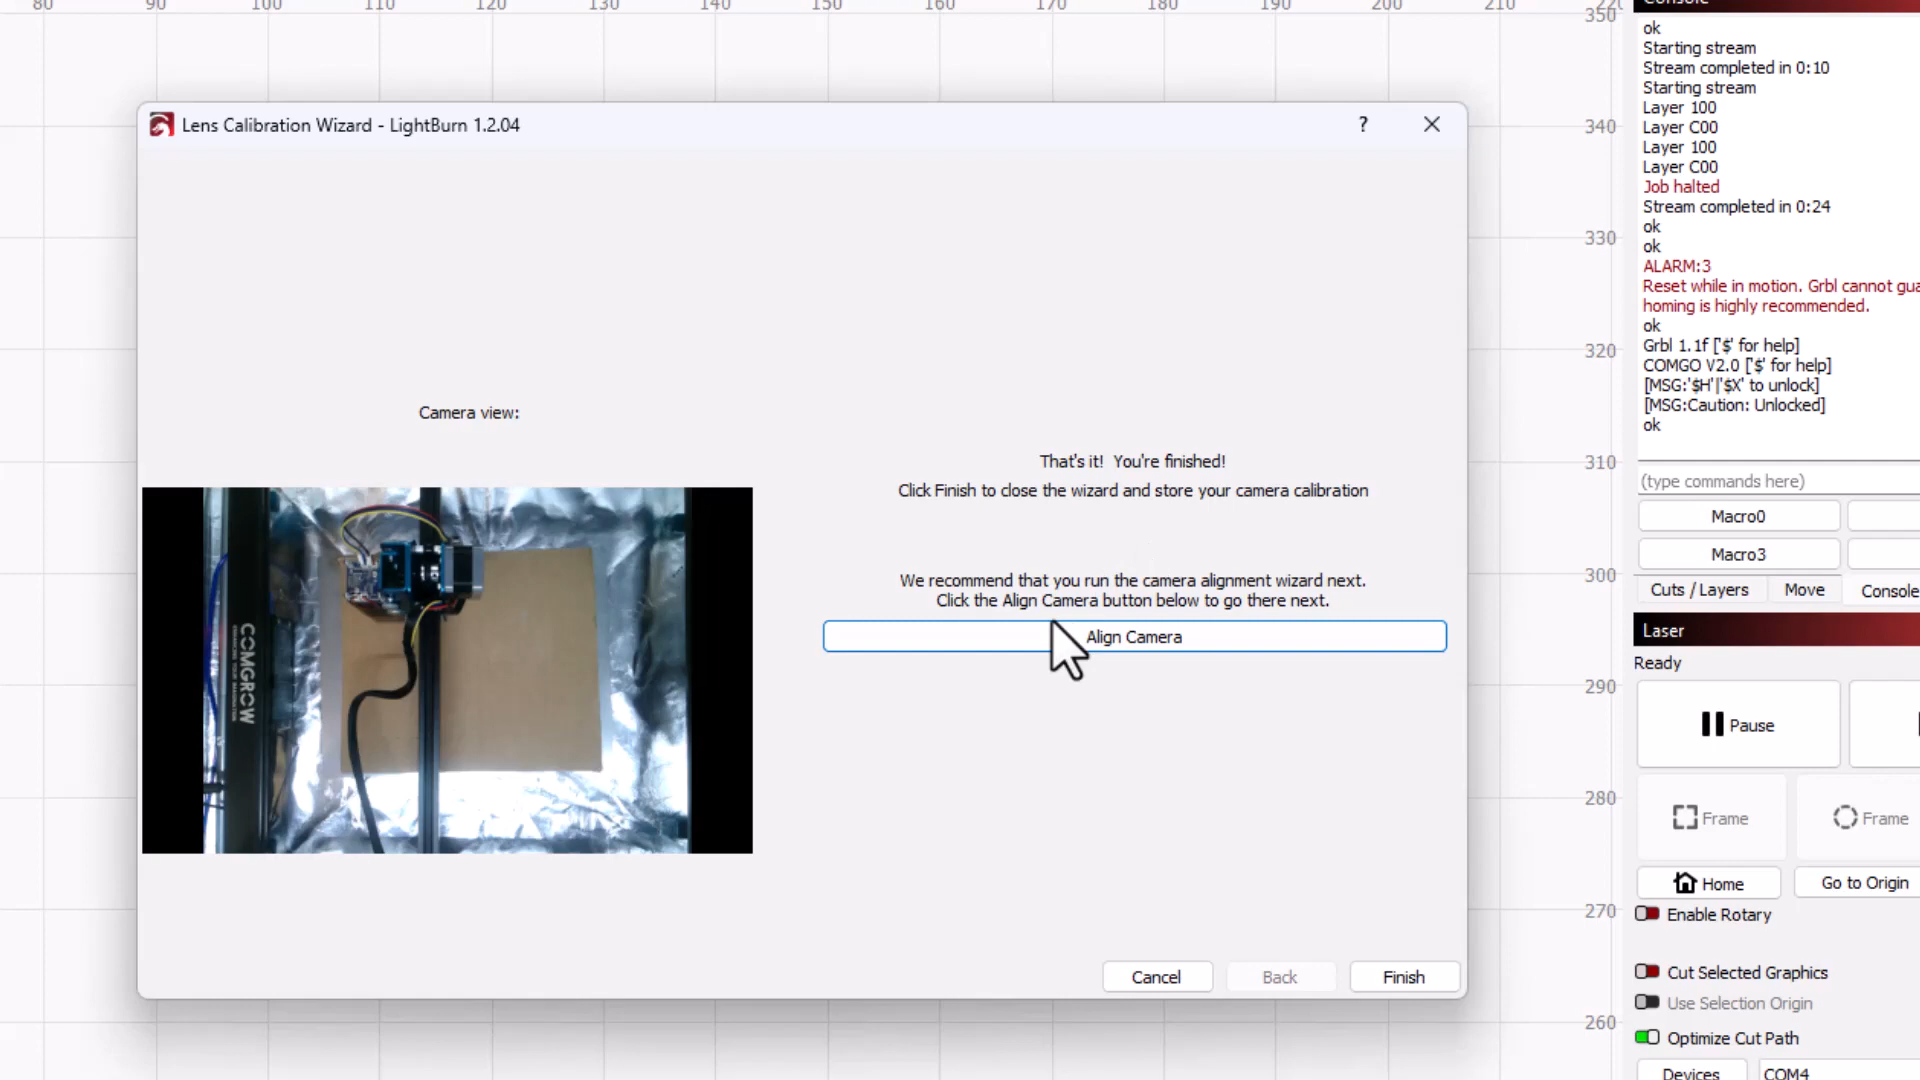 80 90 100 110 120 130 140 150 160 170 180 190 200 210
350
340
330
320
310
300
290
280
270
260
Lens Calibration Wizard - LightBurn 1.2.04
?
Camera view:
COMGROW
That's it! You're finished!
Click Finish to close the wizard and store your camera calibration
We recommend that you run the camera alignment wizard next.
Click the Align Camera button below to go there next.
Align Camera
Cancel
Back
Finish
Console
ok
Starting stream
Stream completed in 0:10
Starting stream
Layer 100
Layer C00
Layer 100
Layer C00
Job halted
Stream completed in 0:24
ok
ok
ALARM:3
Reset while in motion. Grbl cannot gua
homing is highly recommended.
ok
Grbl 1.1f ['$' for help]
COMGO V2.0 ['$' for help]
[MSG:'$H'|'$X' to unlock]
[MSG:Caution: Unlocked]
ok
(type commands here)
Macro0
Macro3
Cuts / Layers Move Console
Laser
Ready
Pause
Frame Frame
Home Go to Origin
Enable Rotary
Cut Selected Graphics
Use Selection Origin
Optimize Cut Path
Devices COM4